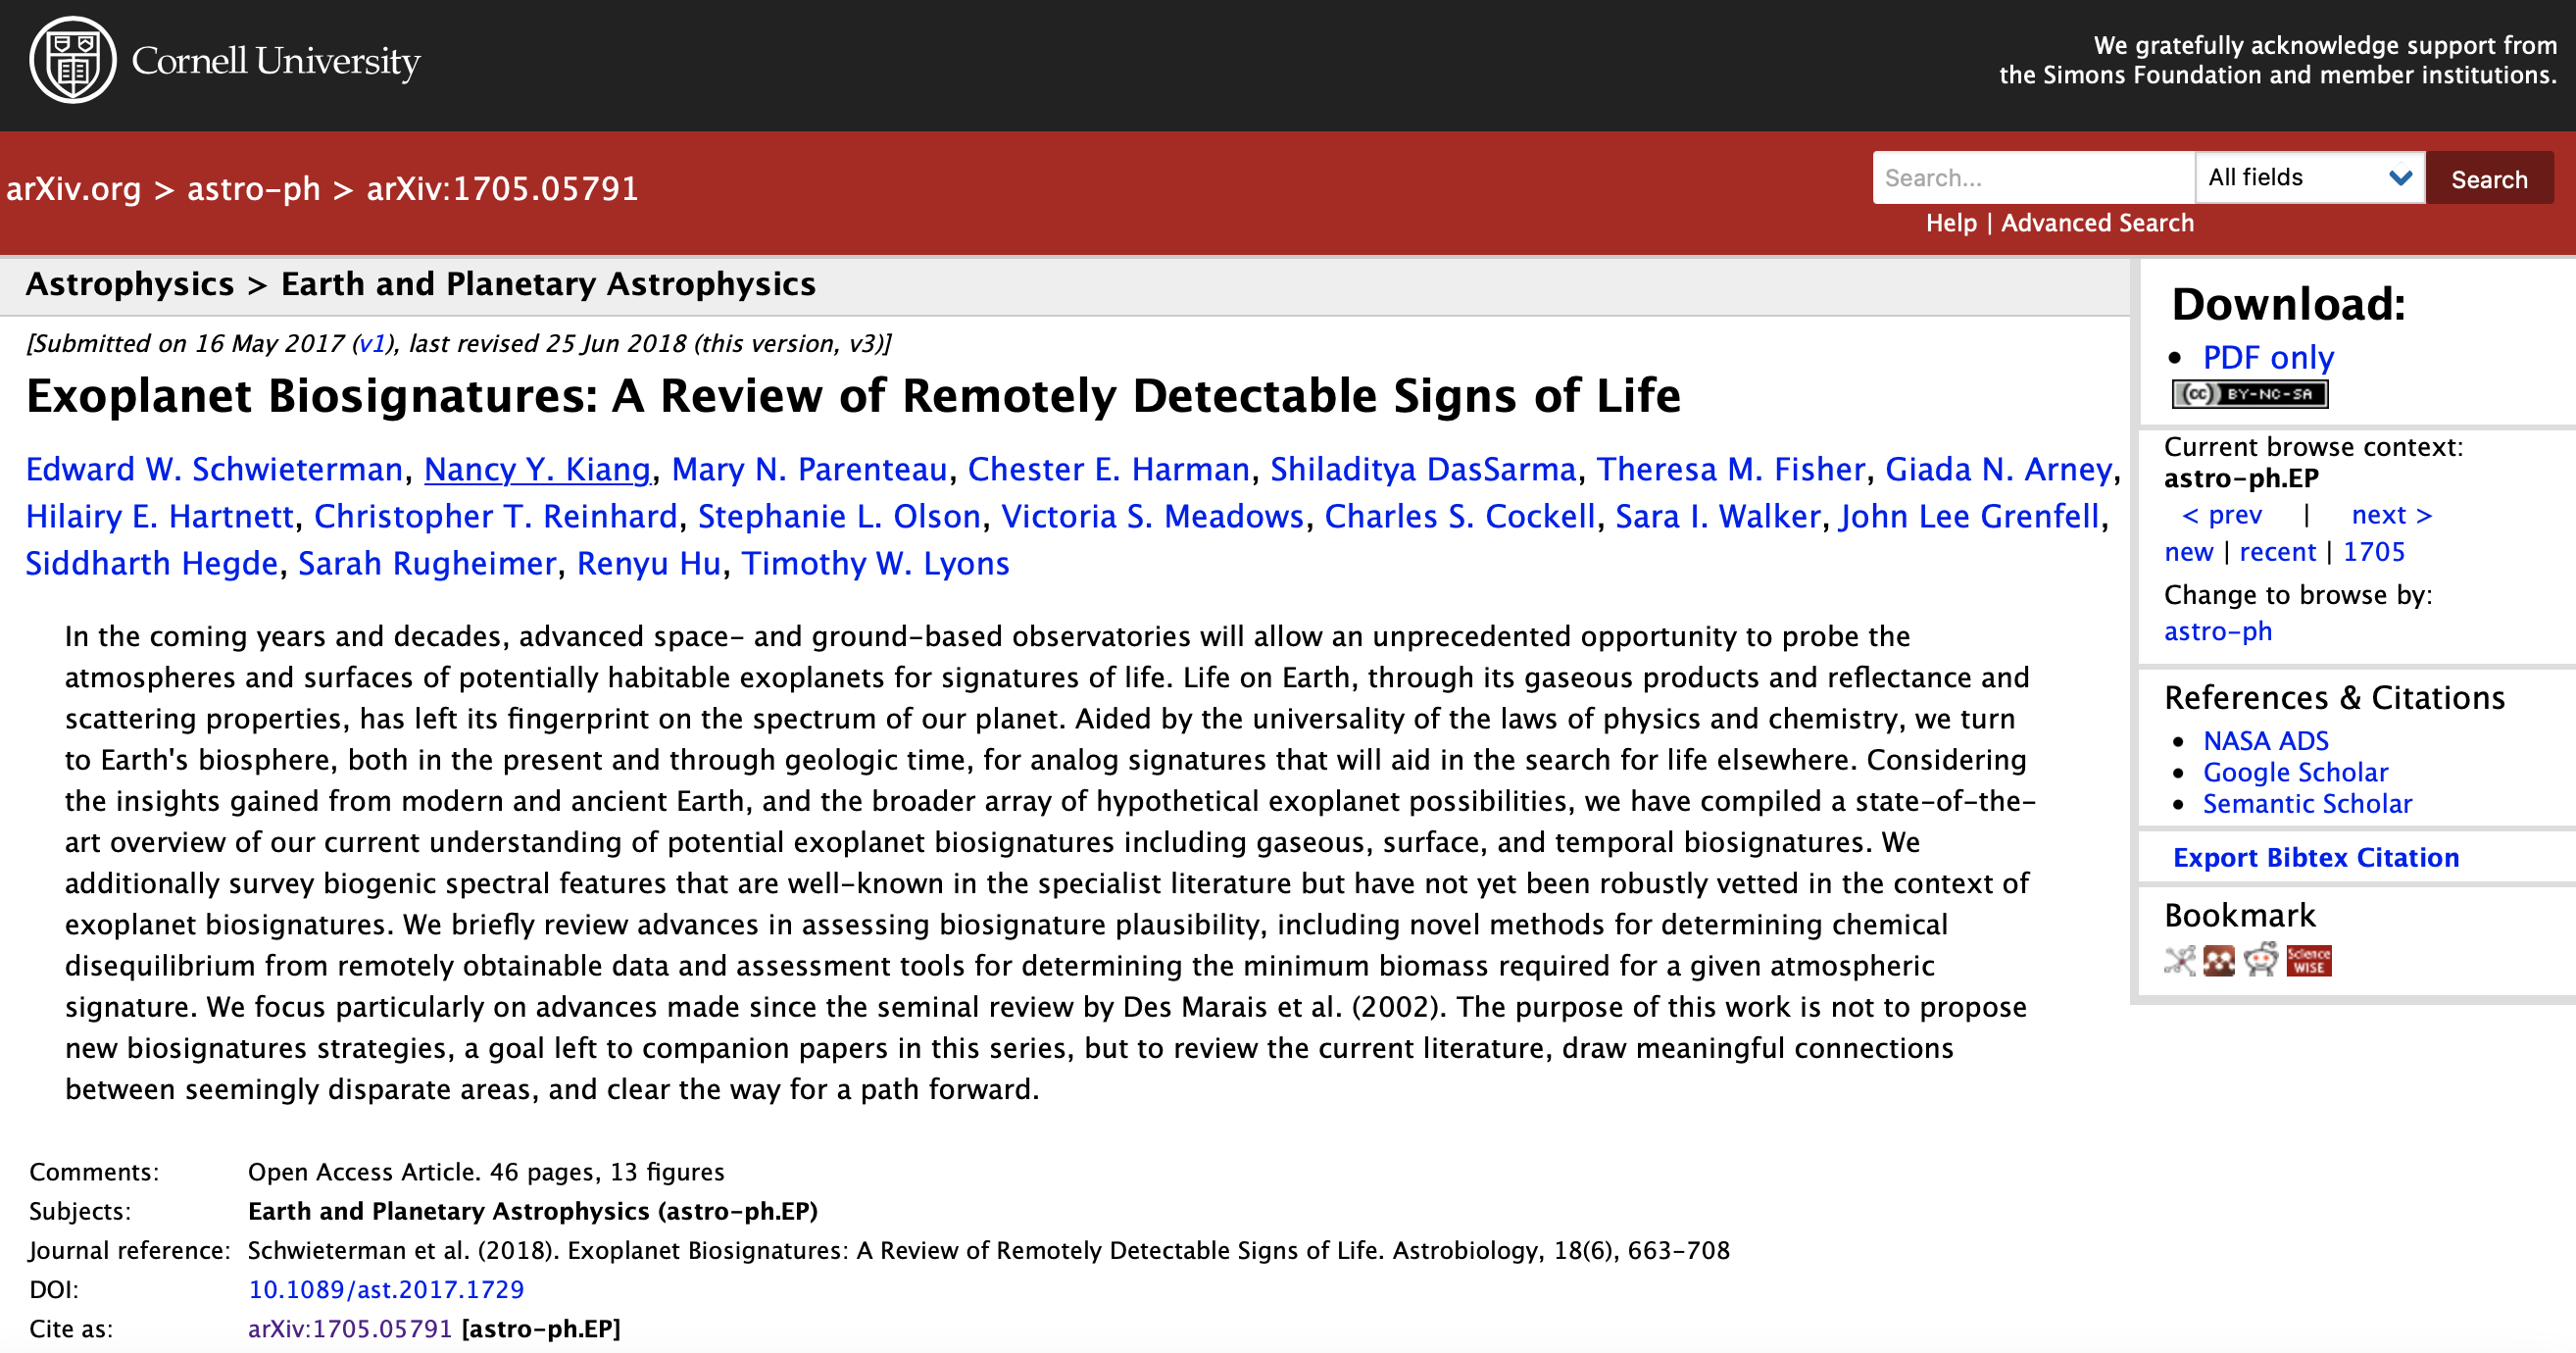 Cornell University
We gratefully acknowledge support from
the Simons Foundation and member institutions.
arXiv.org > astro-ph > arXiv:1705.05791
Search...
All fields
Search
Help | Advanced Search
Astrophysics > Earth and Planetary Astrophysics
[Submitted on 16 May 2017 (v1), last revised 25 Jun 2018 (this version, v3)]
Exoplanet Biosignatures: A Review of Remotely Detectable Signs of Life
Edward W. Schwieterman, Nancy Y. Kiang, Mary N. Parenteau, Chester E. Harman, Shiladitya DasSarma, Theresa M. Fisher, Giada N. Arney,
Hilairy E. Hartnett, Christopher T. Reinhard, Stephanie L. Olson, Victoria S. Meadows, Charles S. Cockell, Sara I. Walker, John Lee Grenfell,
Siddharth Hegde, Sarah Rugheimer, Renyu Hu, Timothy W. Lyons
In the coming years and decades, advanced space- and ground-based observatories will allow an unprecedented opportunity to probe the
atmospheres and surfaces of potentially habitable exoplanets for signatures of life. Life on Earth, through its gaseous products and reflectance and
scattering properties, has left its fingerprint on the spectrum of our planet. Aided by the universality of the laws of physics and chemistry, we turn
to Earth's biosphere, both in the present and through geologic time, for analog signatures that will aid in the search for life elsewhere. Considering
the insights gained from modern and ancient Earth, and the broader array of hypothetical exoplanet possibilities, we have compiled a state-of-the-
art overview of our current understanding of potential exoplanet biosignatures including gaseous, surface, and temporal biosignatures. We
additionally survey biogenic spectral features that are well-known in the specialist literature but have not yet been robustly vetted in the context of
exoplanet biosignatures. We briefly review advances in assessing biosignature plausibility, including novel methods for determining chemical
disequilibrium from remotely obtainable data and assessment tools for determining the minimum biomass required for a given atmospheric
signature. We focus particularly on advances made since the seminal review by Des Marais et al. (2002). The purpose of this work is not to propose
new biosignatures strategies, a goal left to companion papers in this series, but to review the current literature, draw meaningful connections
between seemingly disparate areas, and clear the way for a path forward.
Comments: Open Access Article. 46 pages, 13 figures
Subjects: Earth and Planetary Astrophysics (astro-ph.EP)
Journal reference: Schwieterman et al. (2018). Exoplanet Biosignatures: A Review of Remotely Detectable Signs of Life. Astrobiology, 18(6), 663-708
DOI: 10.1089/ast.2017.1729
Cite as: arXiv:1705.05791 [astro-ph.EP]
Download:
PDF only
(cc) BY-NC-SA
Current browse context:
astro-ph.EP
< prev | next >
new | recent | 1705
Change to browse by:
astro-ph
References & Citations
NASA ADS
Google Scholar
Semantic Scholar
Export Bibtex Citation
Bookmark
Science
WISE